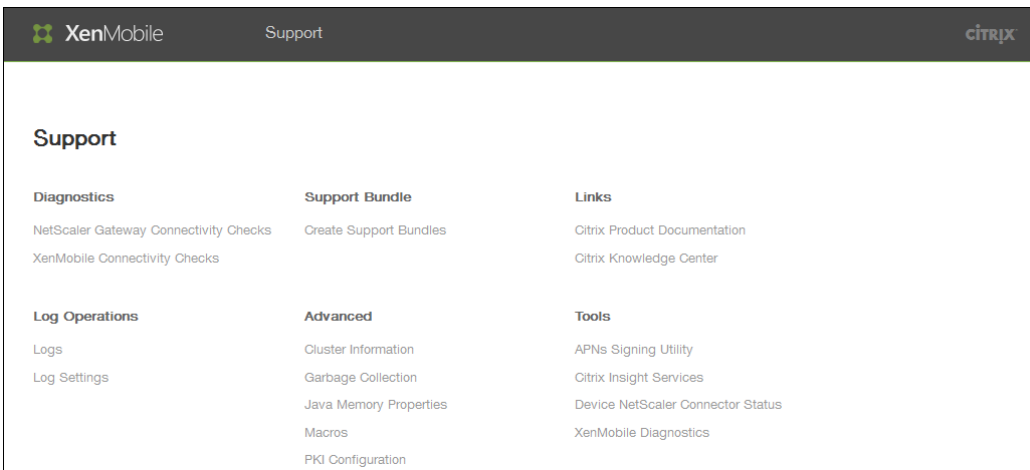 XenMobile Support CİTRIX
Support
Diagnostics Support Bundle Links
NetScaler Gateway Connectivity Checks Create Support Bundles Citrix Product Documentation
XenMobile Connectivity Checks Citrix Knowledge Center
Log Operations Advanced Tools
Logs Cluster Information APNs Signing Utility
Log Settings Garbage Collection Citrix Insight Services
Java Memory Properties Device NetScaler Connector Status
Macros XenMobile Diagnostics
PKI Configuration